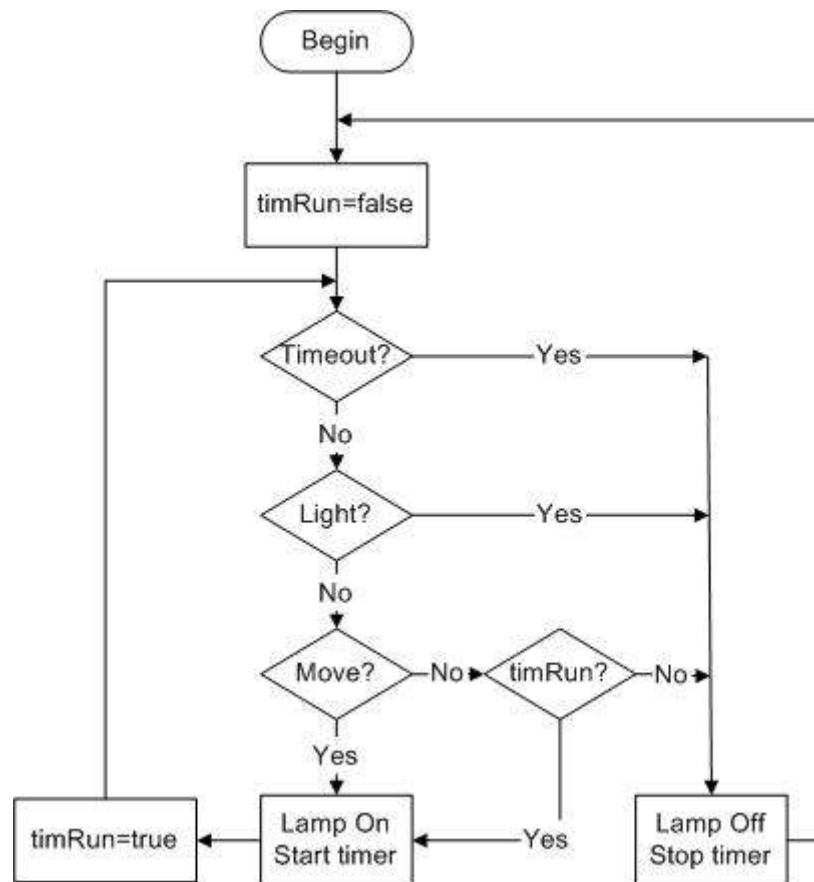 Begin
timRun=false
Timeout?
Yes
No
Light?
Yes
No
Move?
No
timRun?
No
Yes
timRun=true
Lamp On
Start timer
Yes
Lamp Off
Stop timer